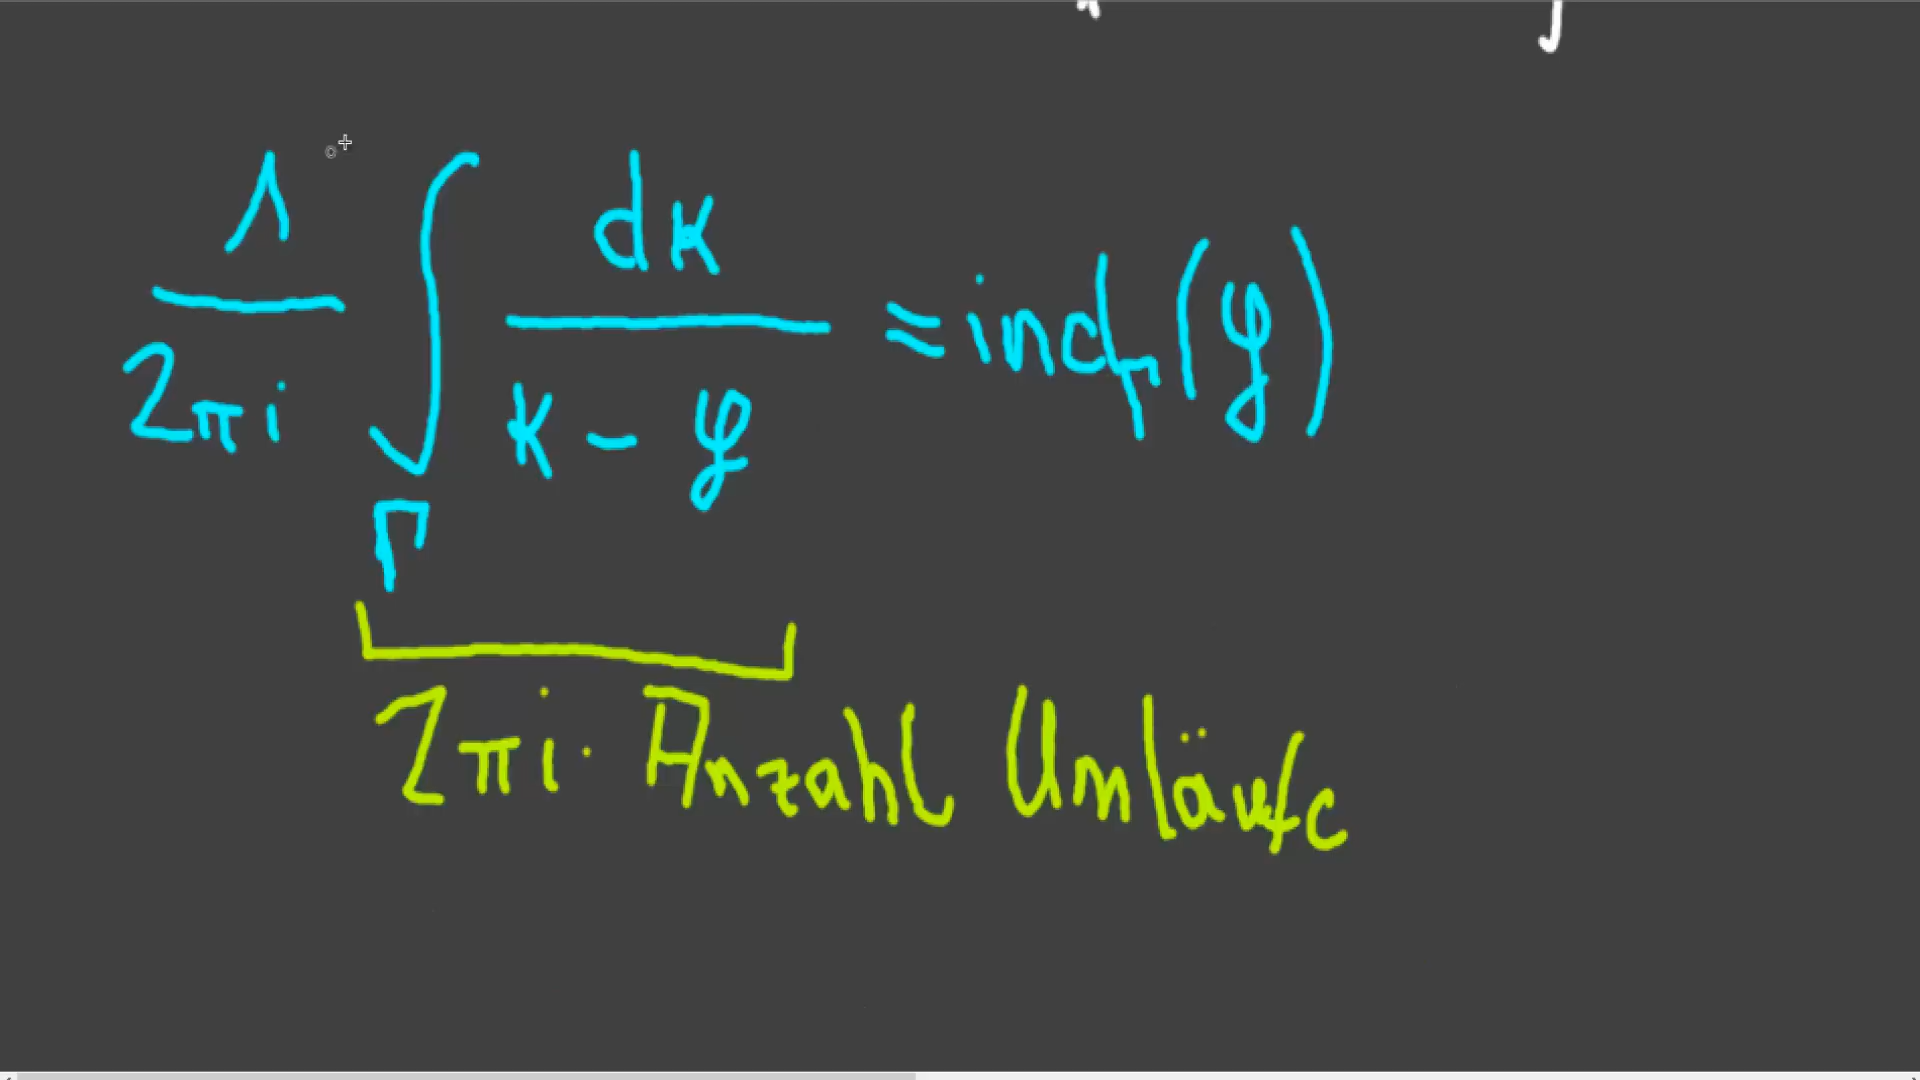 1/(2πi) ∫_Γ dκ/(κ - φ) = ind_Γ(φ)
2πi · Anzahl Umläufe